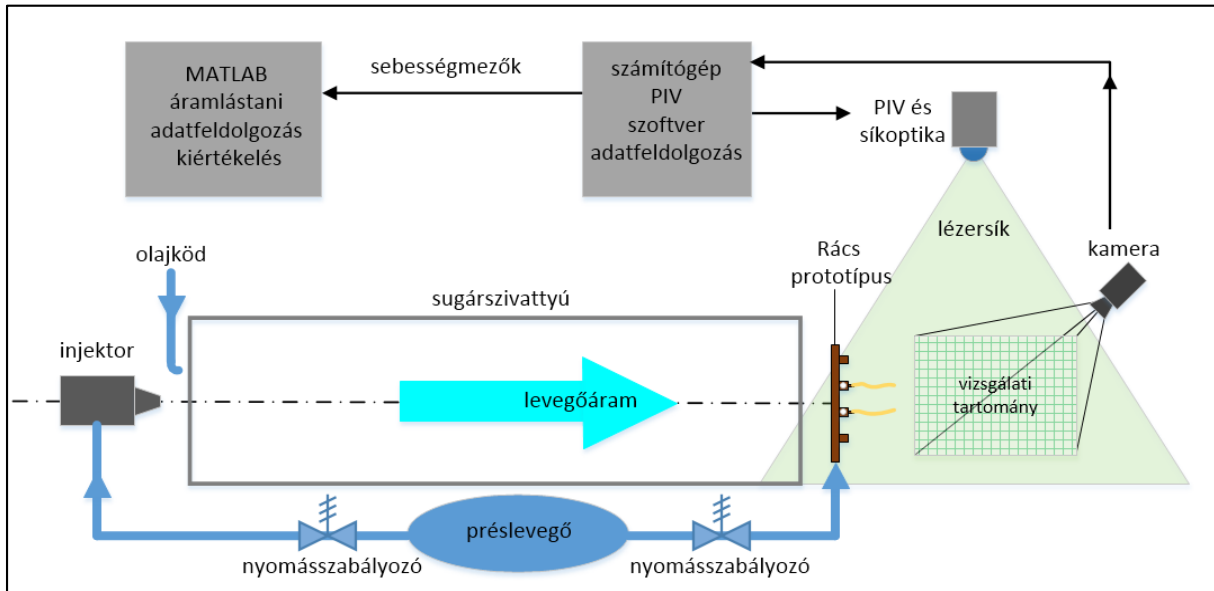 MATLAB
áramlástani
adatfeldolgozás
kiértékelés
sebességmezők
számítógép
PIV
szoftver
adatfeldolgozás
PIV és
síkoptika
lézersík
kamera
olajköd
Rács
prototípus
sugárszivattyú
injektor
levegőáram
vizsgálati
tartomány
préslevegő
nyomásszabályozó
nyomásszabályozó